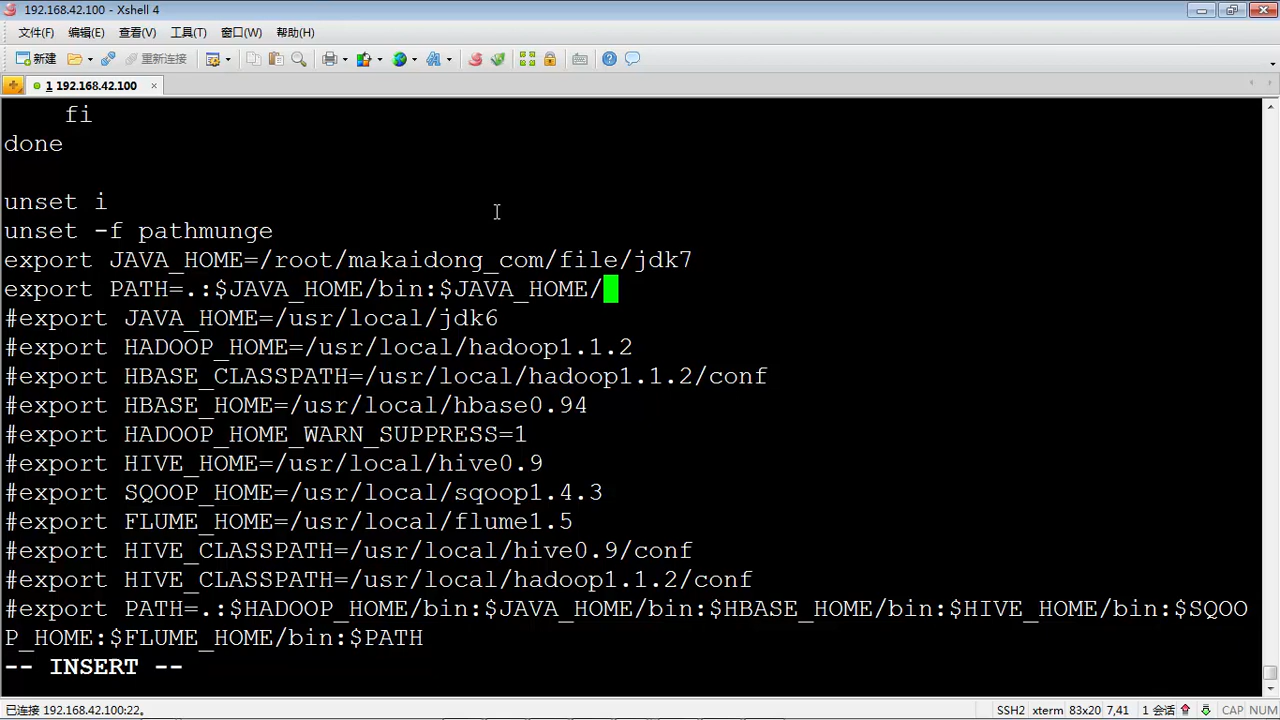 192.168.42.100 - Xshell 4
文件(F) 编辑(E) 查看(V) 工具(T) 窗口(W) 帮助(H)
新建 重新连接
1 192.168.42.100
fi
done
unset i
unset -f pathmunge
export JAVA_HOME=/root/makaidong_com/file/jdk7
export PATH=.:$JAVA_HOME/bin:$JAVA_HOME/
#export JAVA_HOME=/usr/local/jdk6
#export HADOOP_HOME=/usr/local/hadoop1.1.2
#export HBASE_CLASSPATH=/usr/local/hadoop1.1.2/conf
#export HBASE_HOME=/usr/local/hbase0.94
#export HADOOP_HOME_WARN_SUPPRESS=1
#export HIVE_HOME=/usr/local/hive0.9
#export SQOOP_HOME=/usr/local/sqoop1.4.3
#export FLUME_HOME=/usr/local/flume1.5
#export HIVE_CLASSPATH=/usr/local/hive0.9/conf
#export HIVE_CLASSPATH=/usr/local/hadoop1.1.2/conf
#export PATH=.:$HADOOP_HOME/bin:$JAVA_HOME/bin:$HBASE_HOME/bin:$HIVE_HOME/bin:$SQOO
P_HOME:$FLUME_HOME/bin:$PATH
-- INSERT --
已连接 192.168.42.100:22。 SSH2 xterm 83x20 7,41 1 会话 CAP NUM